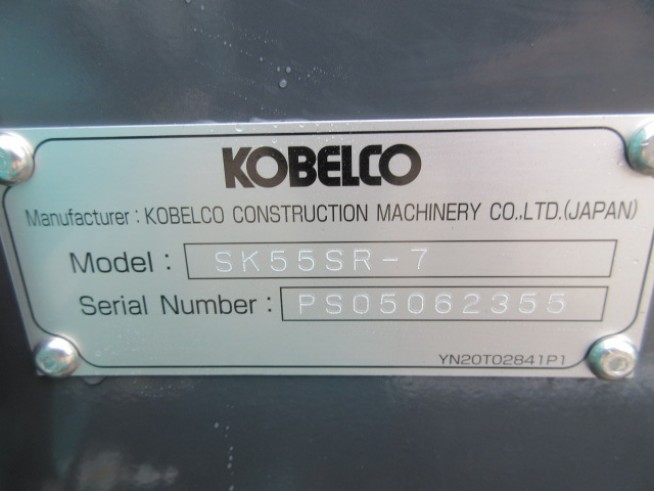 KOBELCO
Manufacturer : KOBELCO CONSTRUCTION MACHINERY CO.,LTD.(JAPAN)
Model : SK55SR-7
Serial Number : PS05062355
YN20T02841P1